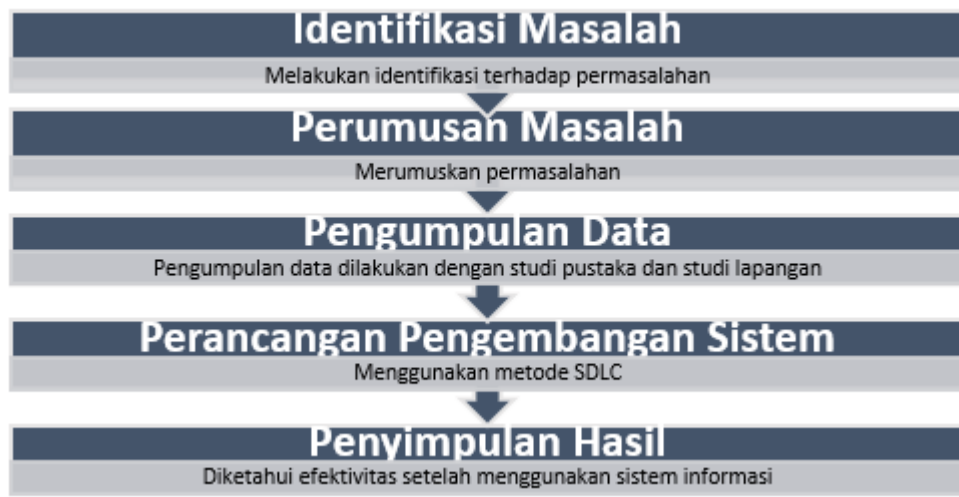 Identifikasi Masalah
Melakukan identifikasi terhadap permasalahan
Perumusan Masalah
Merumuskan permasalahan
Pengumpulan Data
Pengumpulan data dilakukan dengan studi pustaka dan studi lapangan
Perancangan Pengembangan Sistem
Menggunakan metode SDLC
Penyimpulan Hasil
Diketahui efektivitas setelah menggunakan sistem informasi